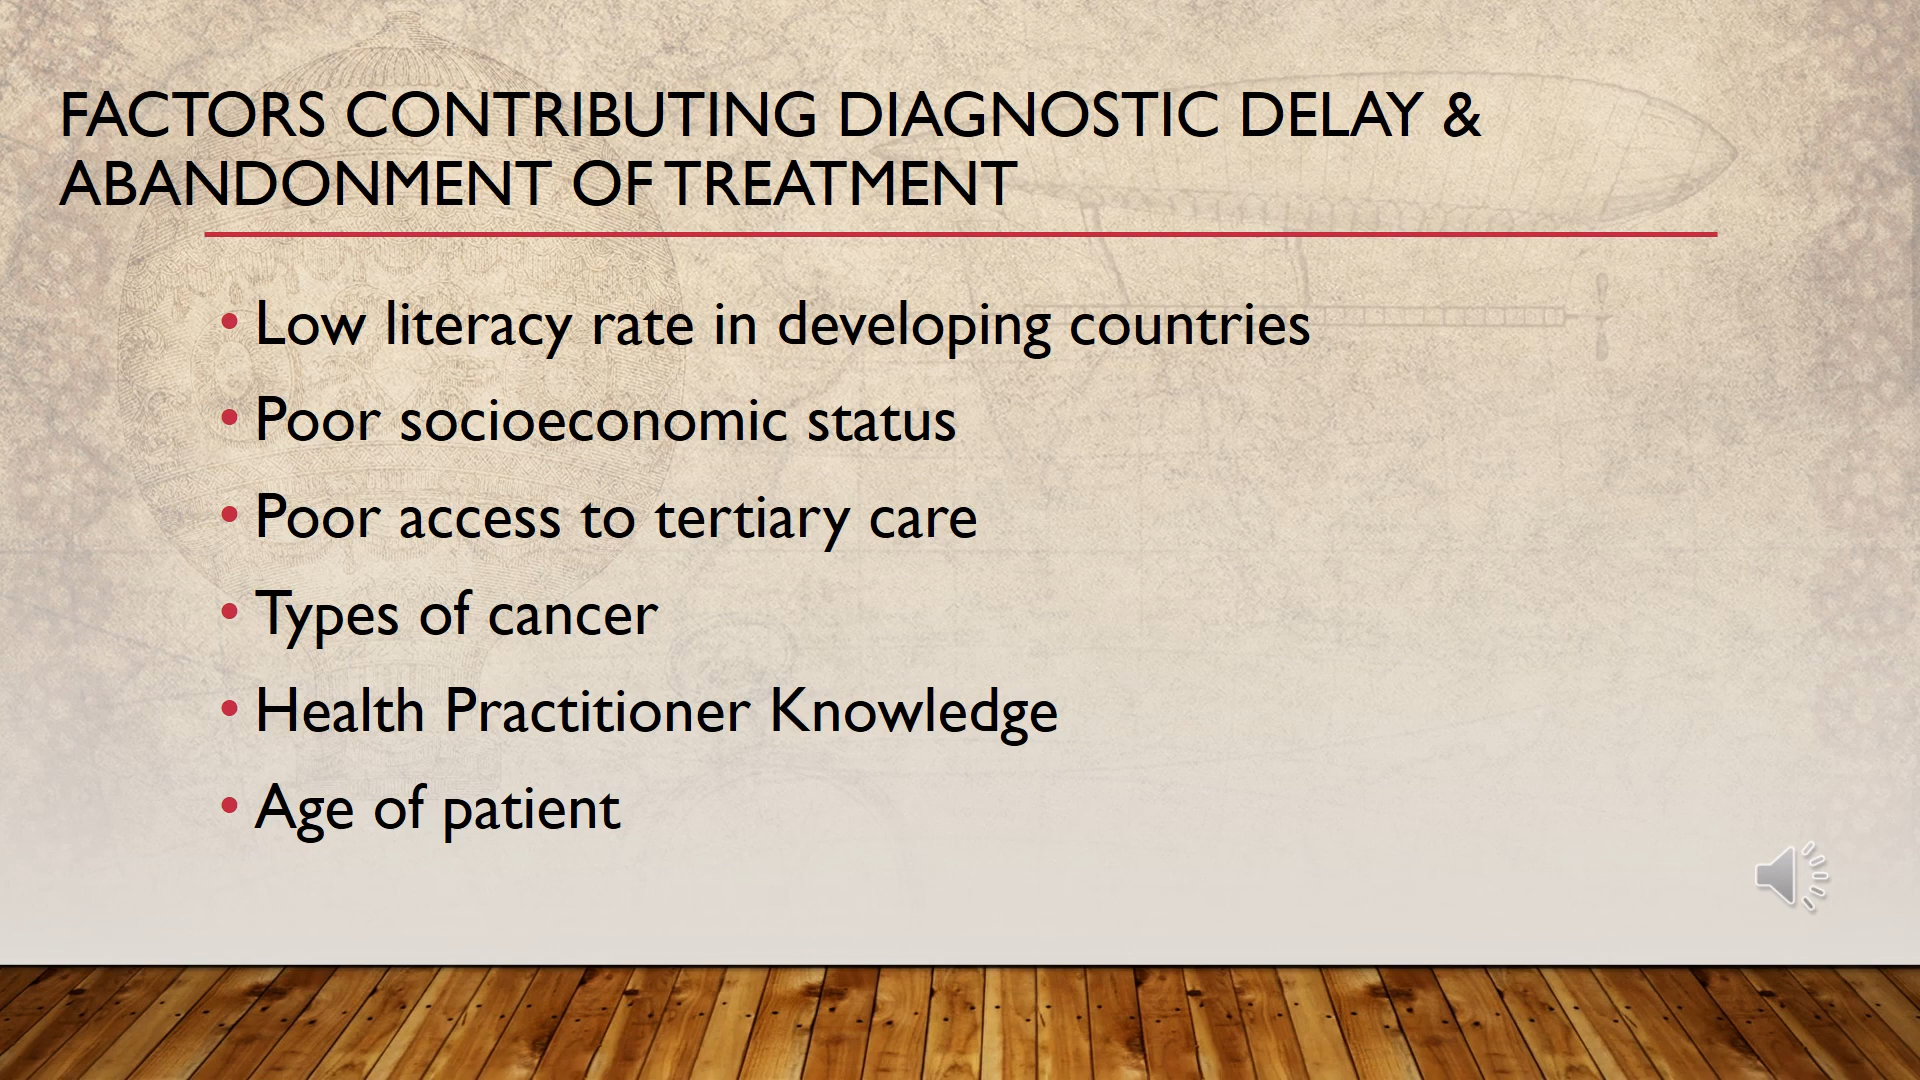 FACTORS CONTRIBUTING DIAGNOSTIC DELAY &
ABANDONMENT OF TREATMENT
• Low literacy rate in developing countries
• Poor socioeconomic status
• Poor access to tertiary care
• Types of cancer
• Health Practitioner Knowledge
• Age of patient